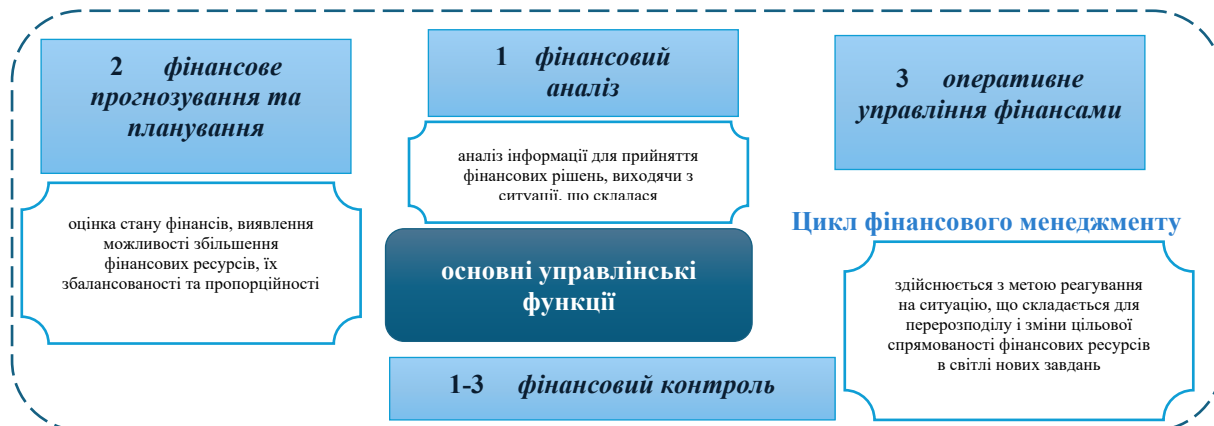 2 фінансове
прогнозування та
планування
оцінка стану фінансів, виявлення
можливості збільшення
фінансових ресурсів, їх
збалансованості та пропорційності
1 фінансовий
аналіз
аналіз інформації для прийняття
фінансових рішень, виходячи з
ситуації, що склалася
основні управлінські
функції
1-3 фінансовий контроль
3 оперативне
управління фінансами
Цикл фінансового менеджменту
здійснюється з метою реагування
на ситуацію, що складається для
перерозподілу і зміни цільової
спрямованості фінансових ресурсів
в світлі нових завдань